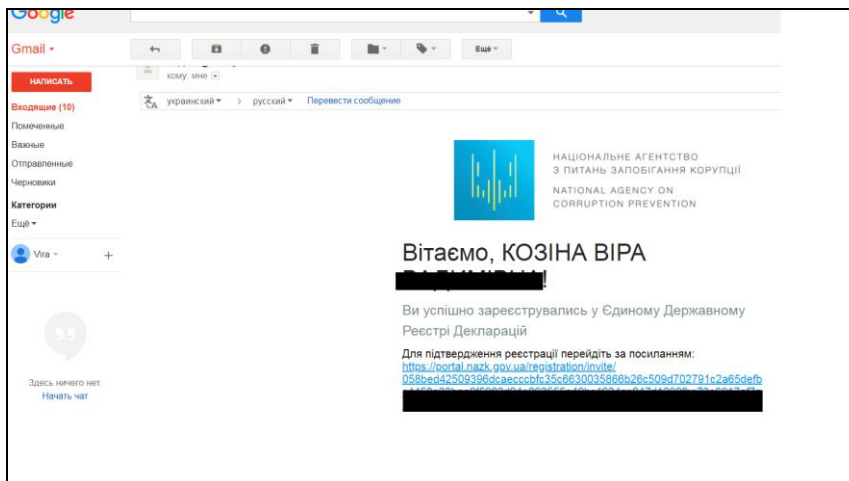 Google
Gmail
Ещё
НАПИСАТЬ
кому: мне
украинский > русский Перевести сообщение
Входящие (10)
Помеченные
Важные
Отправленные
Черновики
Категории
Ещё
Vira +
Здесь ничего нет.
Начать чат
НАЦІОНАЛЬНЕ АГЕНТСТВО
З ПИТАНЬ ЗАПОБІГАННЯ КОРУПЦІЇ
NATIONAL AGENCY ON
CORRUPTION PREVENTION
Вітаємо, КОЗІНА ВІРА
!
Ви успішно зареєструвались у Єдиному Державному
Реєстрі Декларацій
Для підтвердження реєстрації перейдіть за посиланням:
https://portal.nazk.gov.ua/registration/invite/
058bed42509396dcaecccbfc35c6630035866b26c509d702791c2a65defb